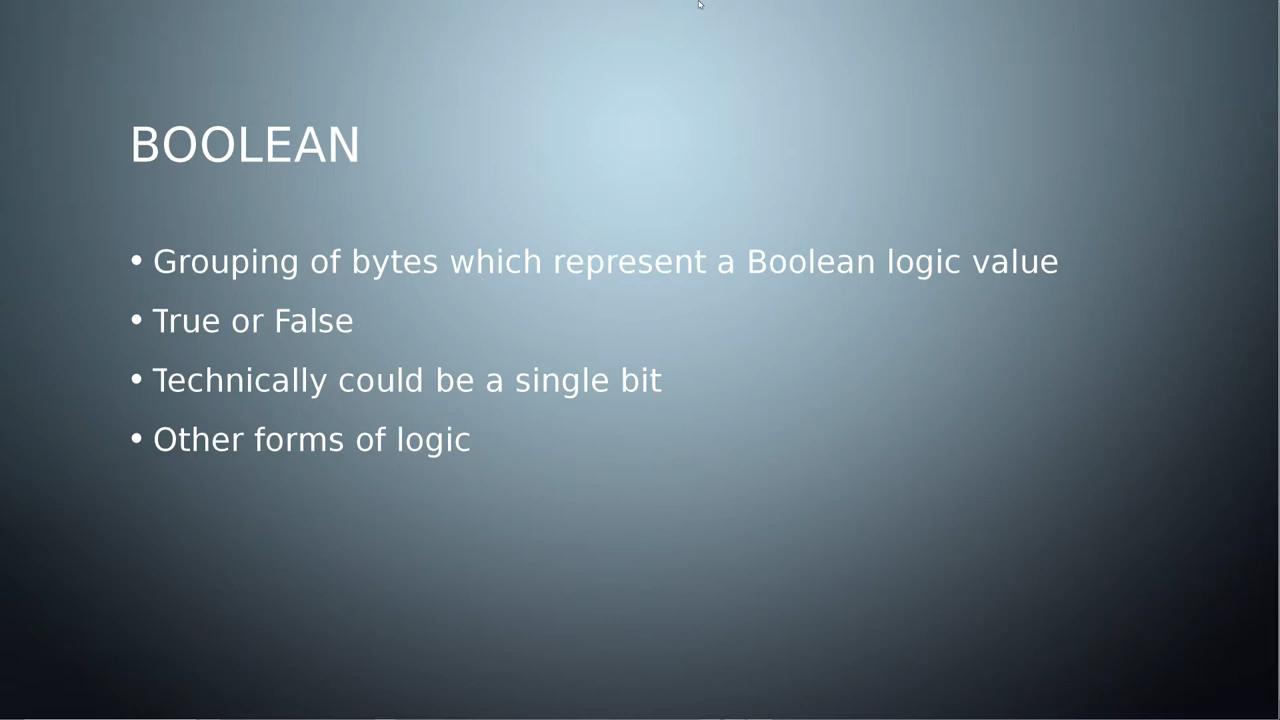 BOOLEAN
• Grouping of bytes which represent a Boolean logic value
• True or False
• Technically could be a single bit
• Other forms of logic